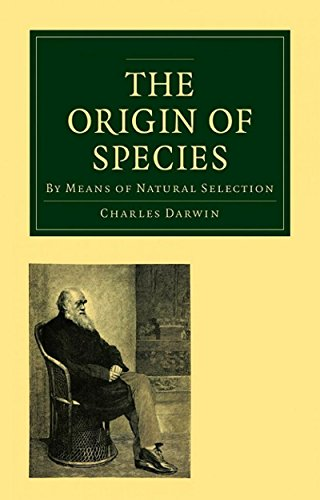 THE
ORIGIN OF
SPECIES
BY MEANS OF NATURAL SELECTION
CHARLES DARWIN